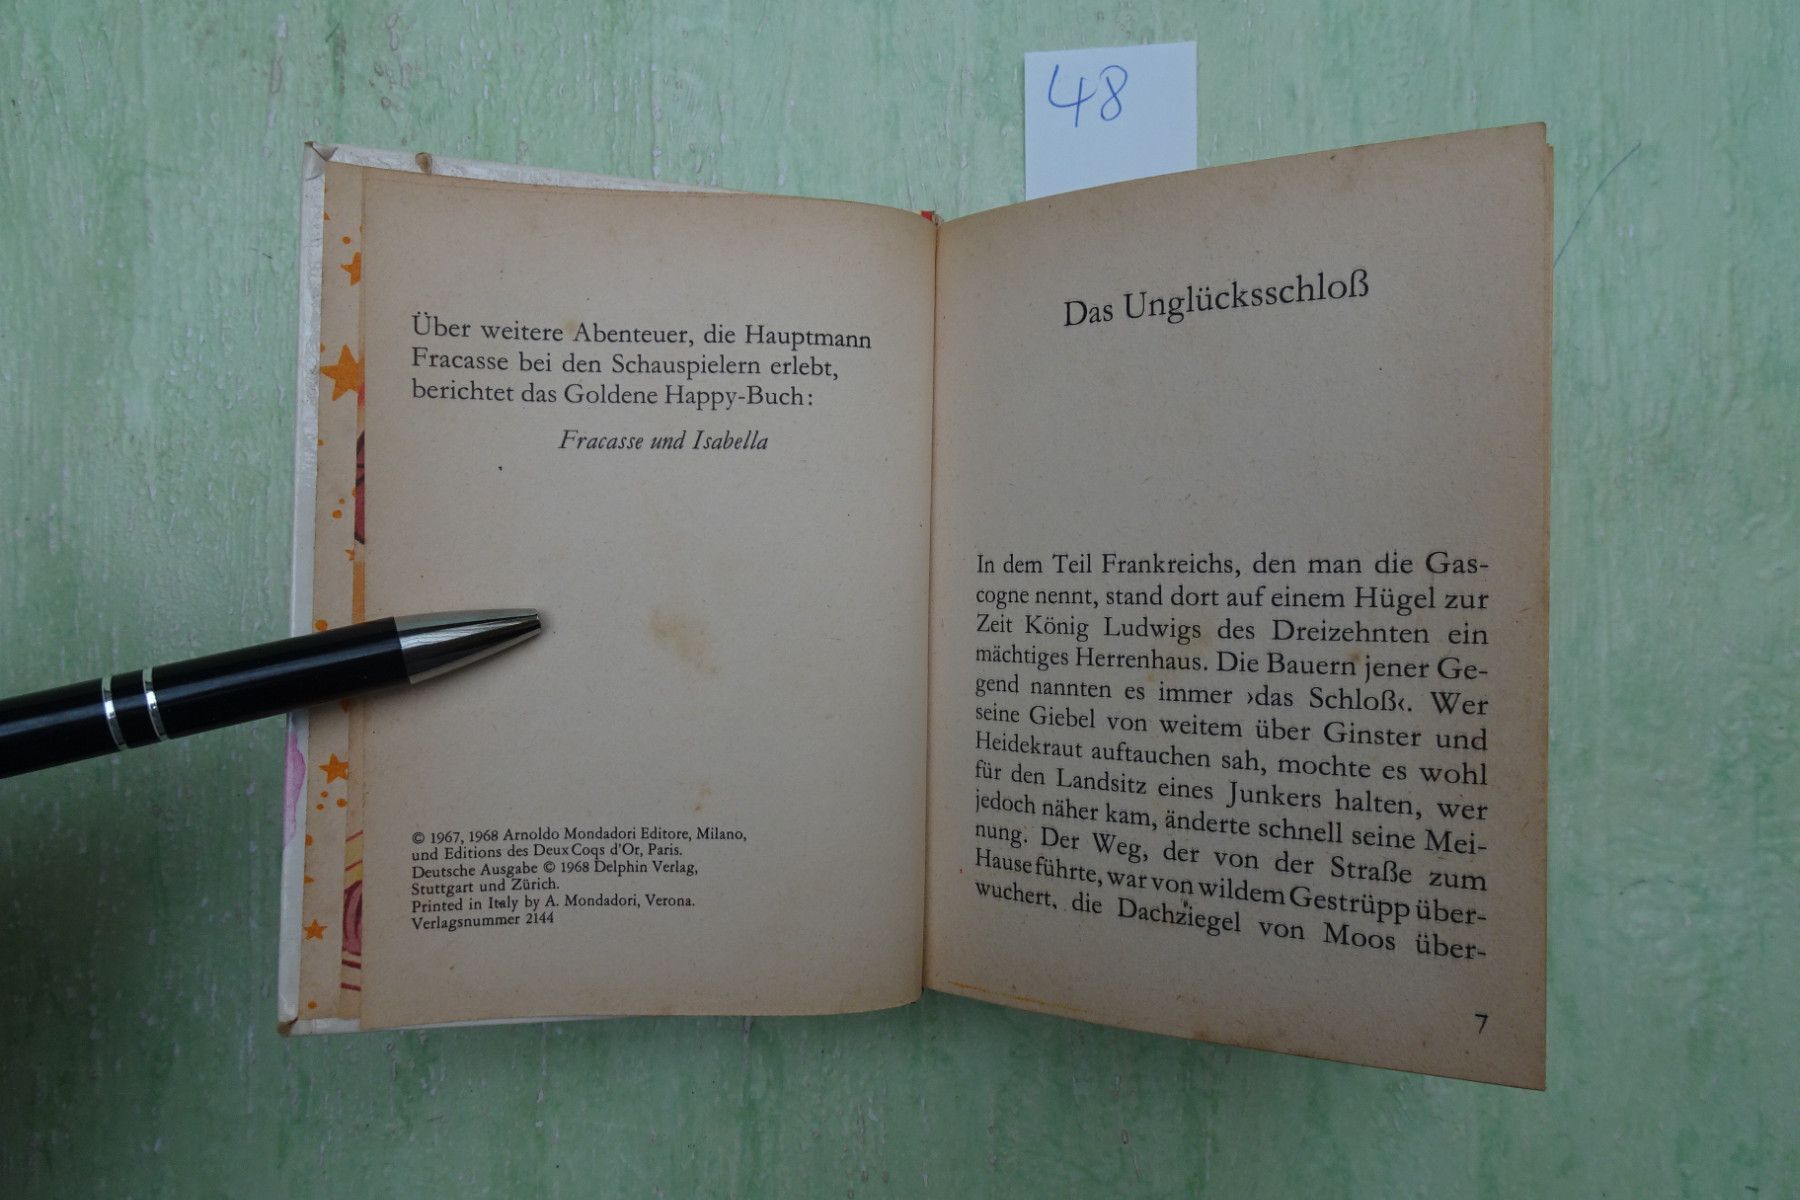 48
Über weitere Abenteuer, die Hauptmann
Fracasse bei den Schauspielern erlebt,
berichtet das Goldene Happy-Buch:
Fracasse und Isabella
© 1967, 1968 Arnoldo Mondadori Editore, Milano,
und Editions des Deux Coqs d'Or, Paris.
Deutsche Ausgabe © 1968 Delphin Verlag,
Stuttgart und Zürich.
Printed in Italy by A. Mondadori, Verona.
Verlagsnummer 2144
Das Unglücksschloß
In dem Teil Frankreichs, den man die Gas-
cogne nennt, stand dort auf einem Hügel zur
Zeit König Ludwigs des Dreizehnten ein
mächtiges Herrenhaus. Die Bauern jener Ge-
gend nannten es immer ›das Schloß‹. Wer
seine Giebel von weitem über Ginster und
Heidekraut auftauchen sah, mochte es wohl
für den Landsitz eines Junkers halten, wer
jedoch näher kam, änderte schnell seine Mei-
nung. Der Weg, der von der Straße zum
Hause führte, war von wildem Gestrüpp über-
wuchert, die Dachziegel von Moos über-
7